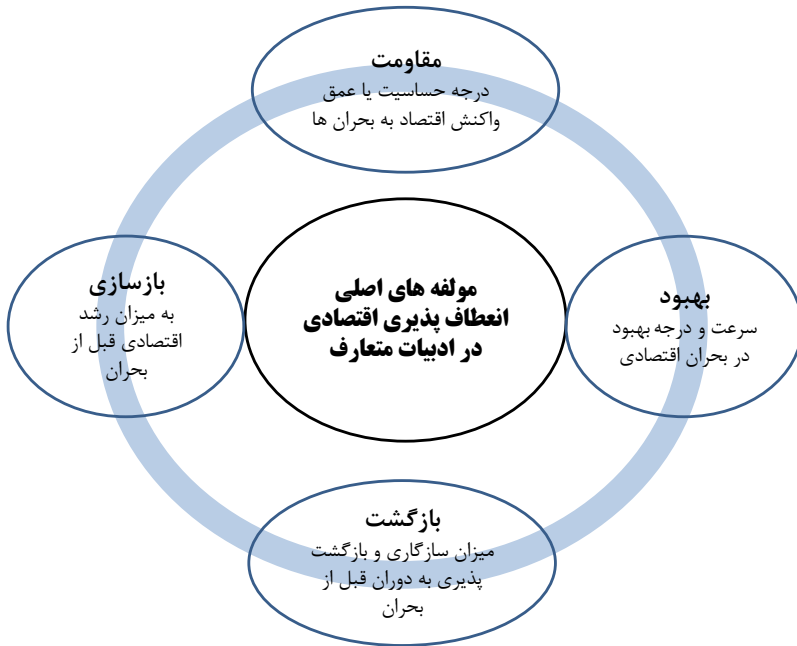 مقاومت
درجه حساسیت یا عمق
واکنش اقتصاد به بحران ها
بهبود
سرعت و درجه بهبود
در بحران اقتصادی
بازگشت
میزان سازگاری و بازگشت
پذیری به دوران قبل از
بحران
بازسازی
به میزان رشد
اقتصادی قبل از
بحران
مولفه های اصلی
انعطاف پذیری اقتصادی
در ادبیات متعارف